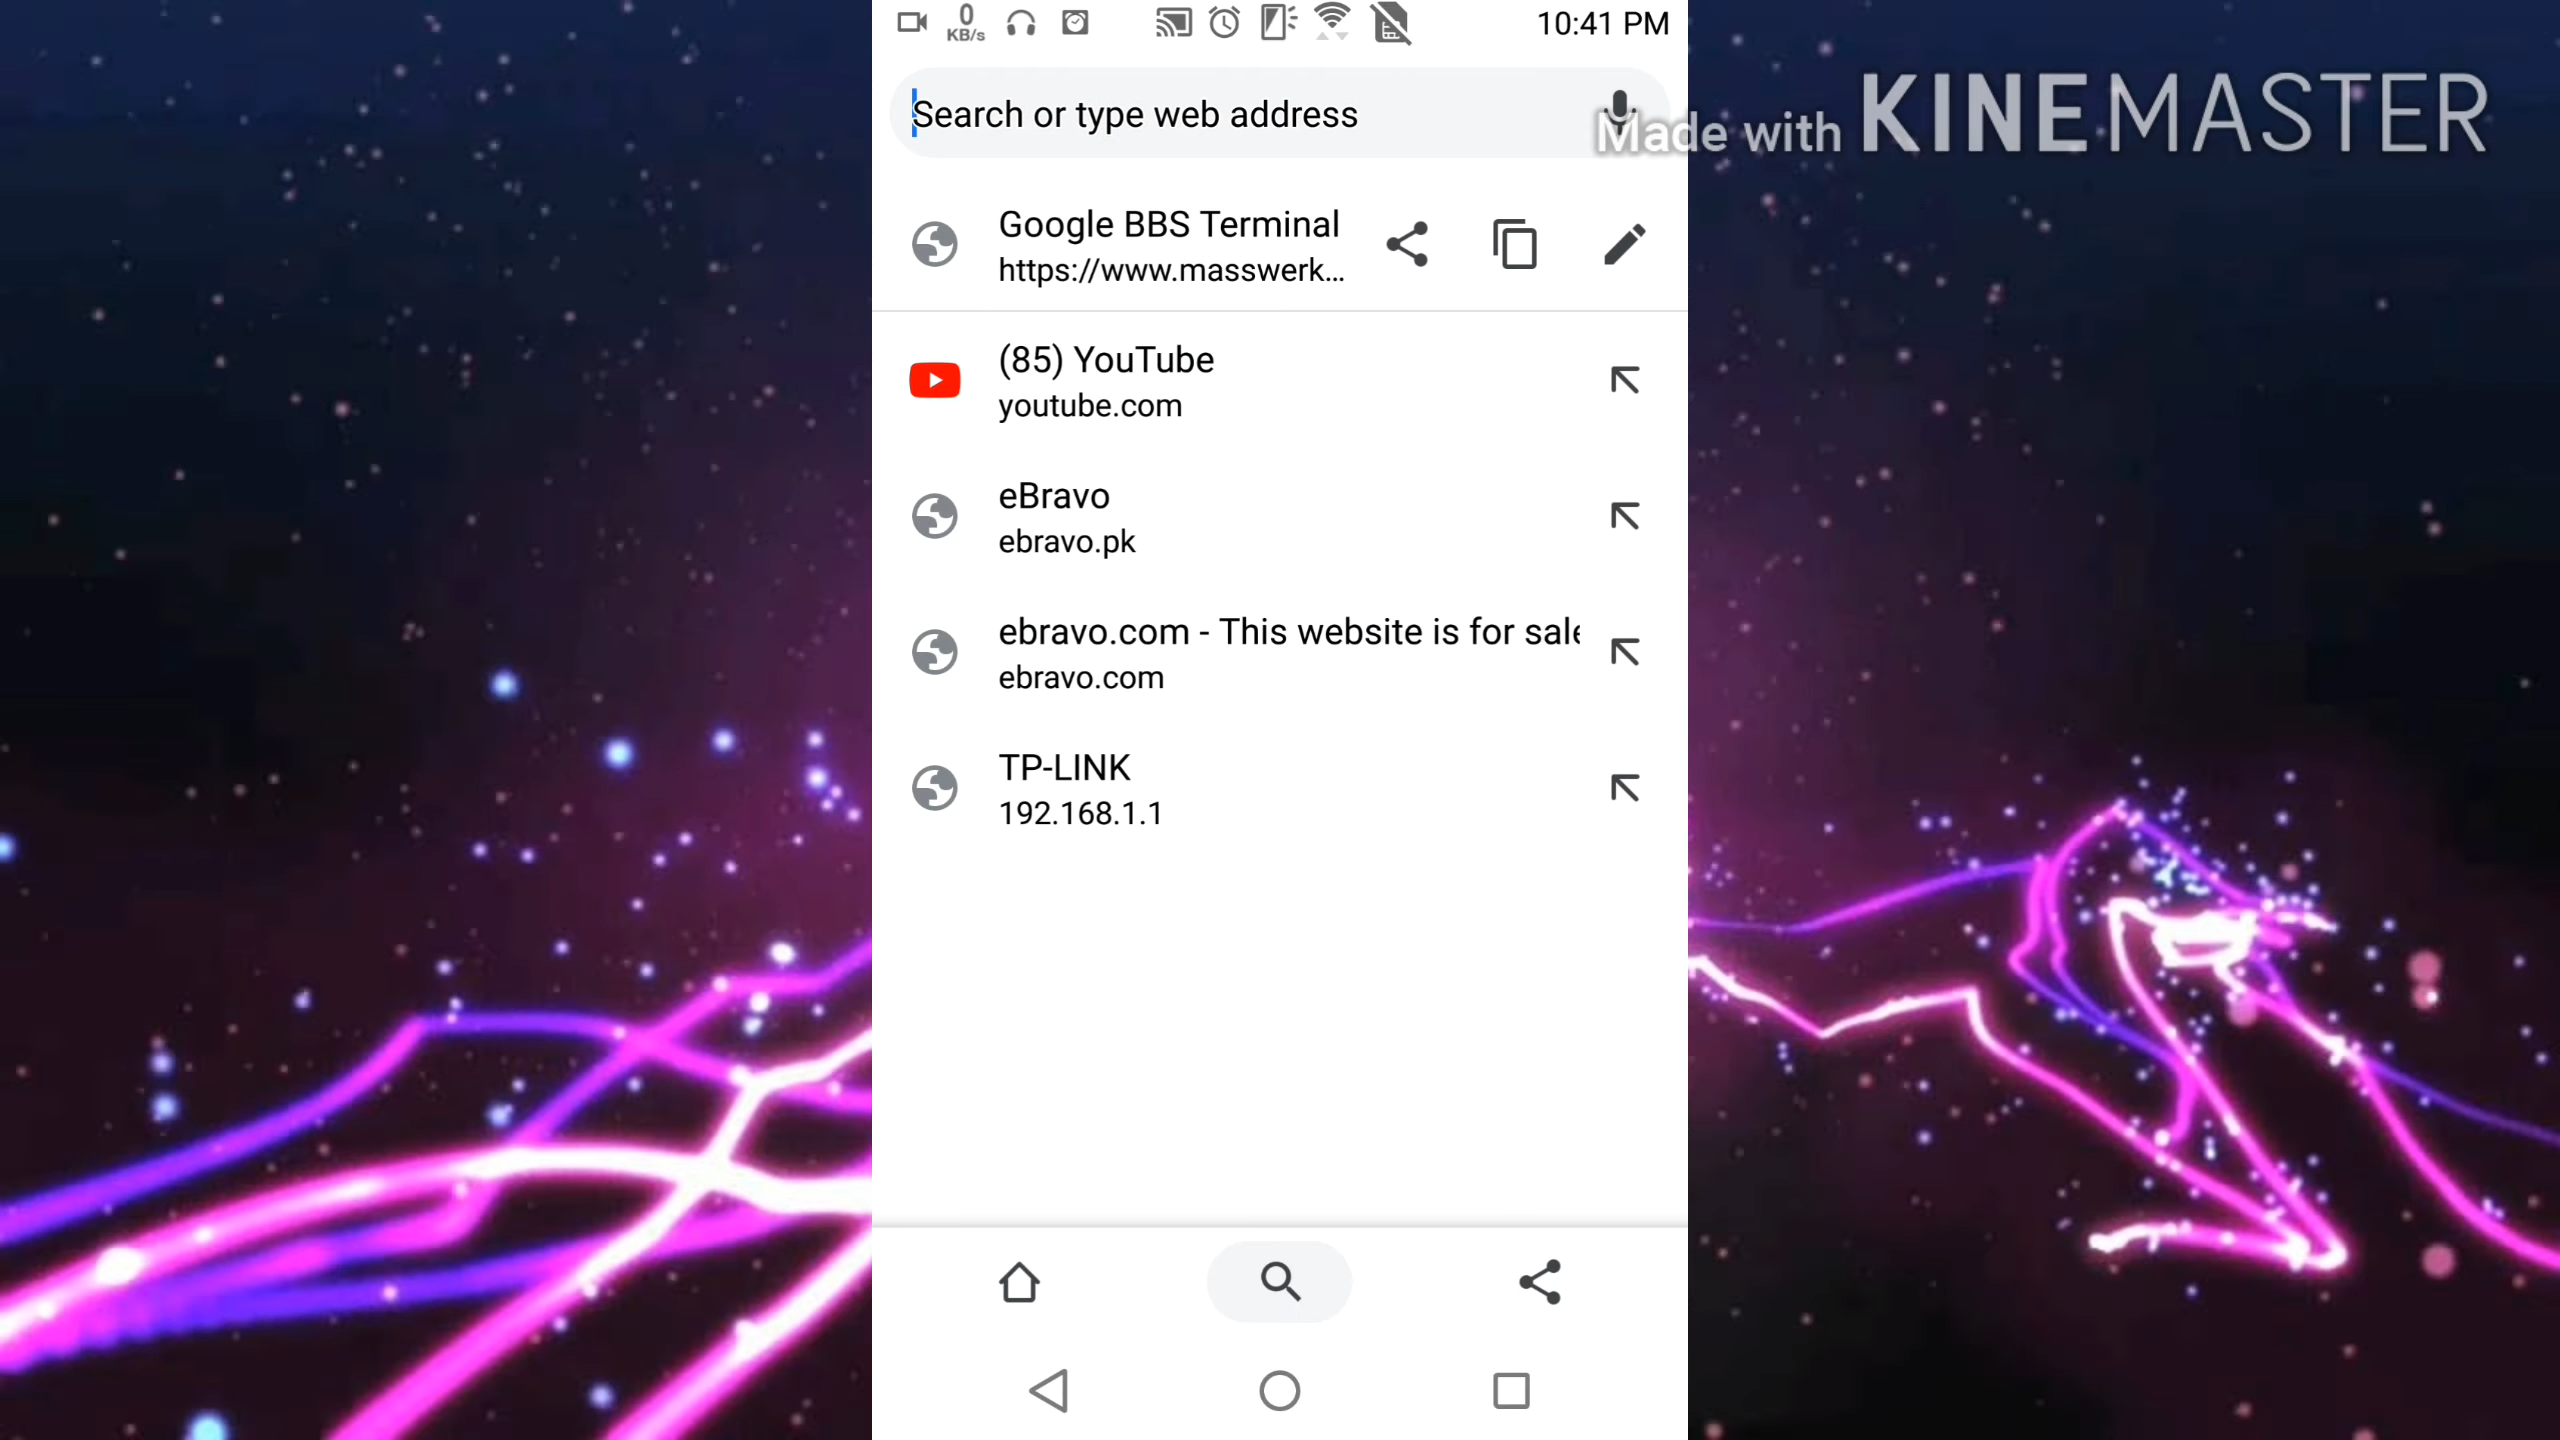 0
KB/s
10:41 PM
Search or type web address
Made with KINEMASTER
Google BBS Terminal
https://www.masswerk...
(85) YouTube
youtube.com
eBravo
ebravo.pk
ebravo.com - This website is for sale
ebravo.com
TP-LINK
192.168.1.1